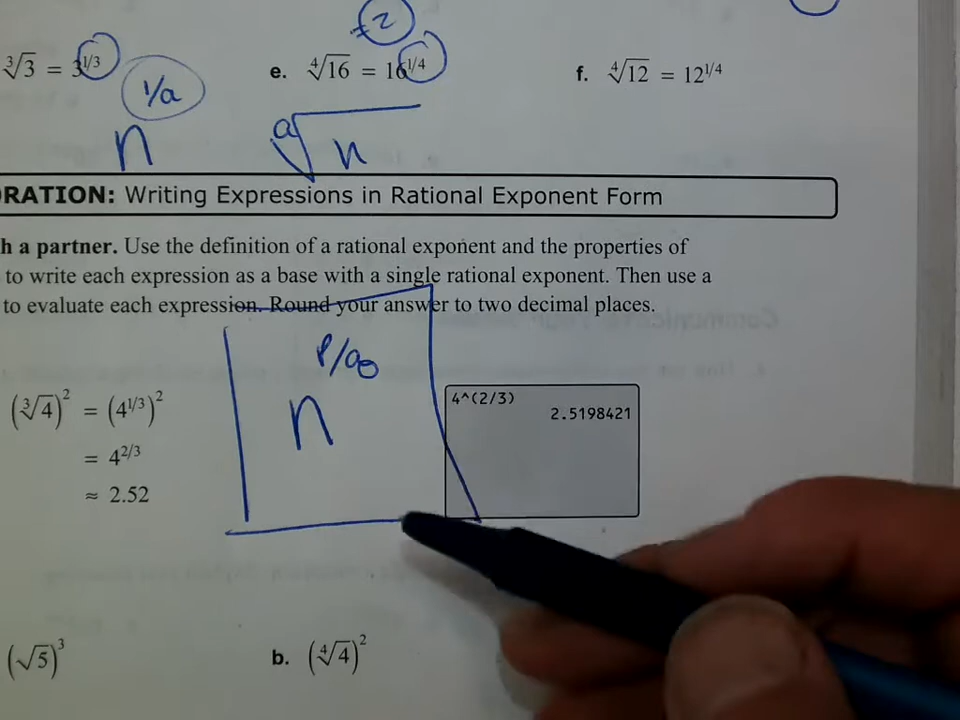 = 2
∛3 = 3^1/3
e. ∜16 = 16^1/4
f. ∜12 = 12^1/4
n^1/a
ᵃ√n
ORATION: Writing Expressions in Rational Exponent Form
h a partner. Use the definition of a rational exponent and the properties of
to write each expression as a base with a single rational exponent. Then use a
to evaluate each expression. Round your answer to two decimal places.
(∛4)^2 = (4^1/3)^2
= 4^2/3
≈ 2.52
n
4^(2/3)
2.5198421
(√5)^3
b. (∜4)^2